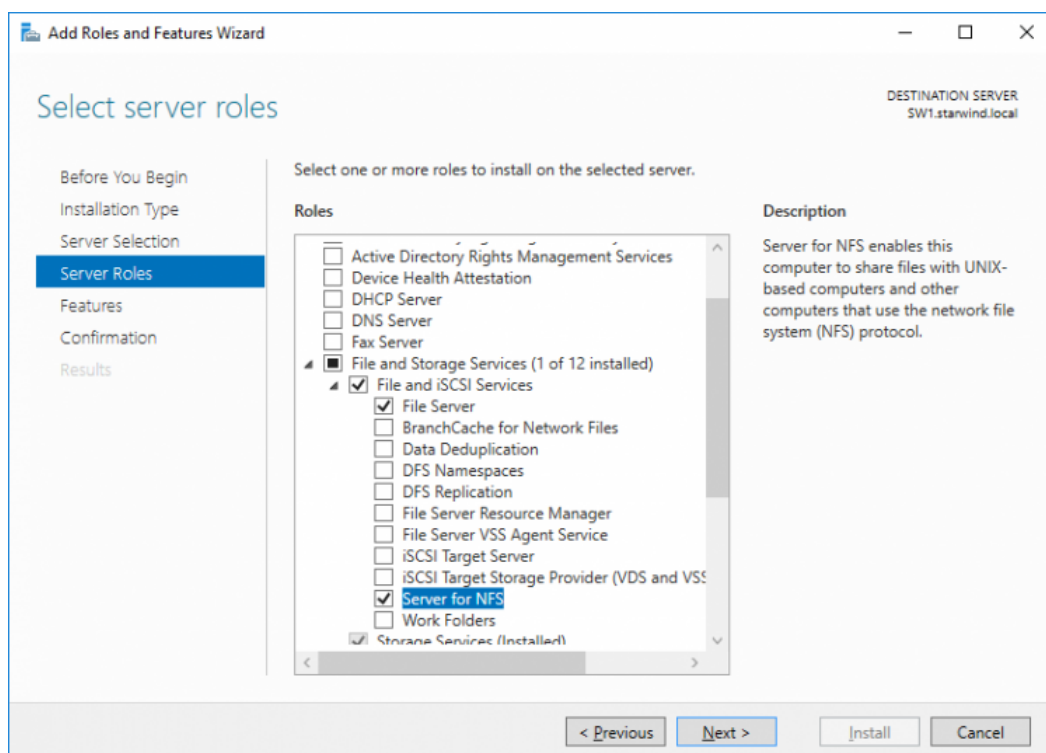 Add Roles and Features Wizard
Select server roles
DESTINATION SERVER
SW1.starwind.local
Before You Begin
Installation Type
Server Selection
Server Roles
Features
Confirmation
Results
Select one or more roles to install on the selected server.
Roles
Active Directory Rights Management Services
Device Health Attestation
DHCP Server
DNS Server
Fax Server
File and Storage Services (1 of 12 installed)
File and iSCSI Services
File Server
BranchCache for Network Files
Data Deduplication
DFS Namespaces
DFS Replication
File Server Resource Manager
File Server VSS Agent Service
iSCSI Target Server
iSCSI Target Storage Provider (VDS and VSS
Server for NFS
Work Folders
Storage Services (Installed)
Description
Server for NFS enables this
computer to share files with UNIX-
based computers and other
computers that use the network file
system (NFS) protocol.
< Previous
Next >
Install
Cancel